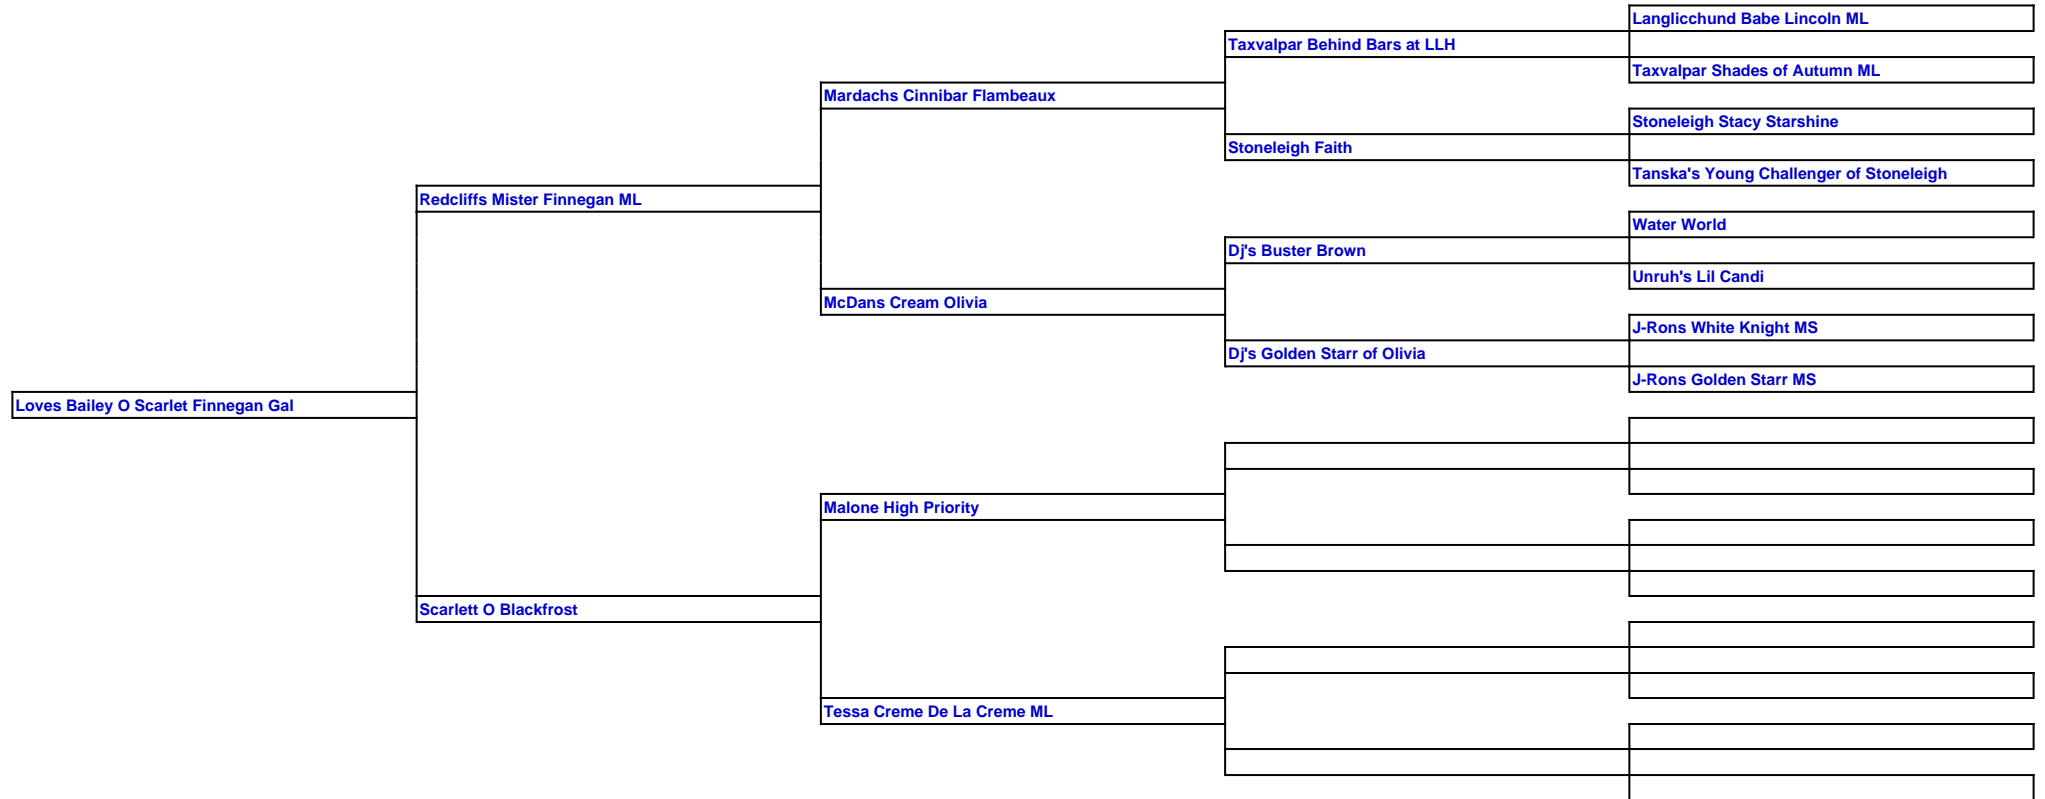 Langlicchund Babe Lincoln ML
Taxvalpar Behind Bars at LLH
Taxvalpar Shades of Autumn ML
Mardachs Cinnibar Flambeaux
Stoneleigh Stacy Starshine
Stoneleigh Faith
Tanska's Young Challenger of Stoneleigh
Redcliffs Mister Finnegan ML
Water World
Dj's Buster Brown
Unruh's Lil Candi
McDans Cream Olivia
J-Rons White Knight MS
Dj's Golden Starr of Olivia
J-Rons Golden Starr MS
Loves Bailey O Scarlet Finnegan Gal
Malone High Priority
Scarlett O Blackfrost
Tessa Creme De La Creme ML